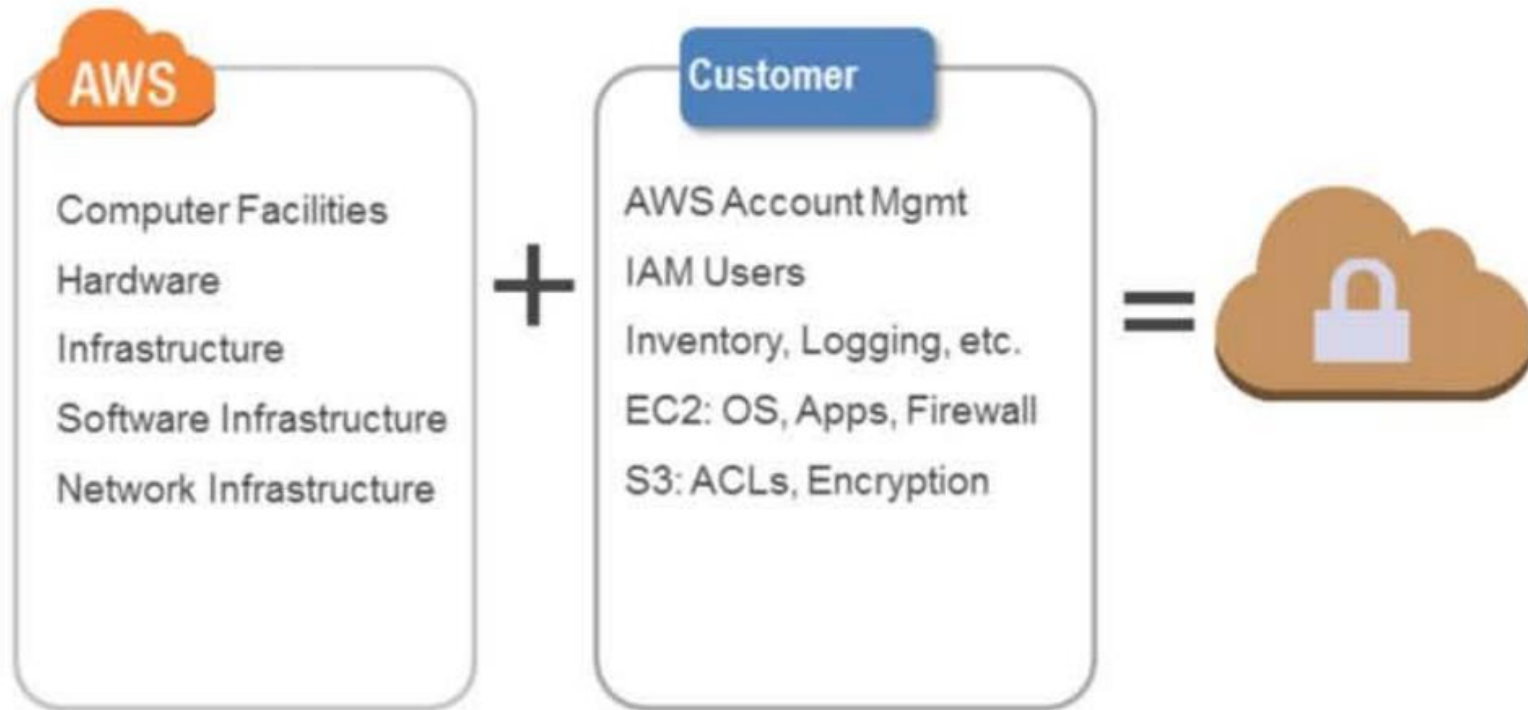 AWS
Computer Facilities
Hardware
Infrastructure
Software Infrastructure
Network Infrastructure
+
Customer
AWS Account Mgmt
IAM Users
Inventory, Logging, etc.
EC2: OS, Apps, Firewall
S3: ACLs, Encryption
=